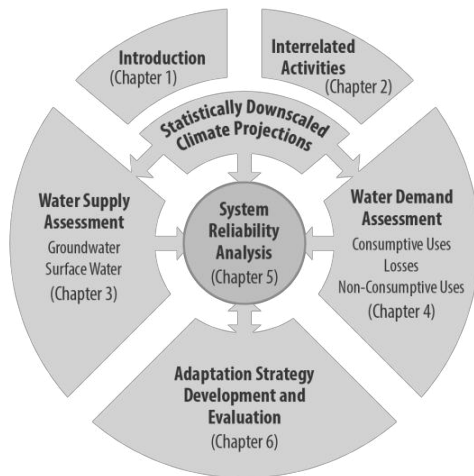 Introduction
(Chapter 1)
Interrelated
Activities
(Chapter 2)
Statistically Downscaled
Climate Projections
Water Supply
Assessment
Groundwater
Surface Water
(Chapter 3)
System
Reliability
Analysis
(Chapter 5)
Water Demand
Assessment
Consumptive Uses
Losses
Non-Consumptive Uses
(Chapter 4)
Adaptation Strategy
Development and
Evaluation
(Chapter 6)